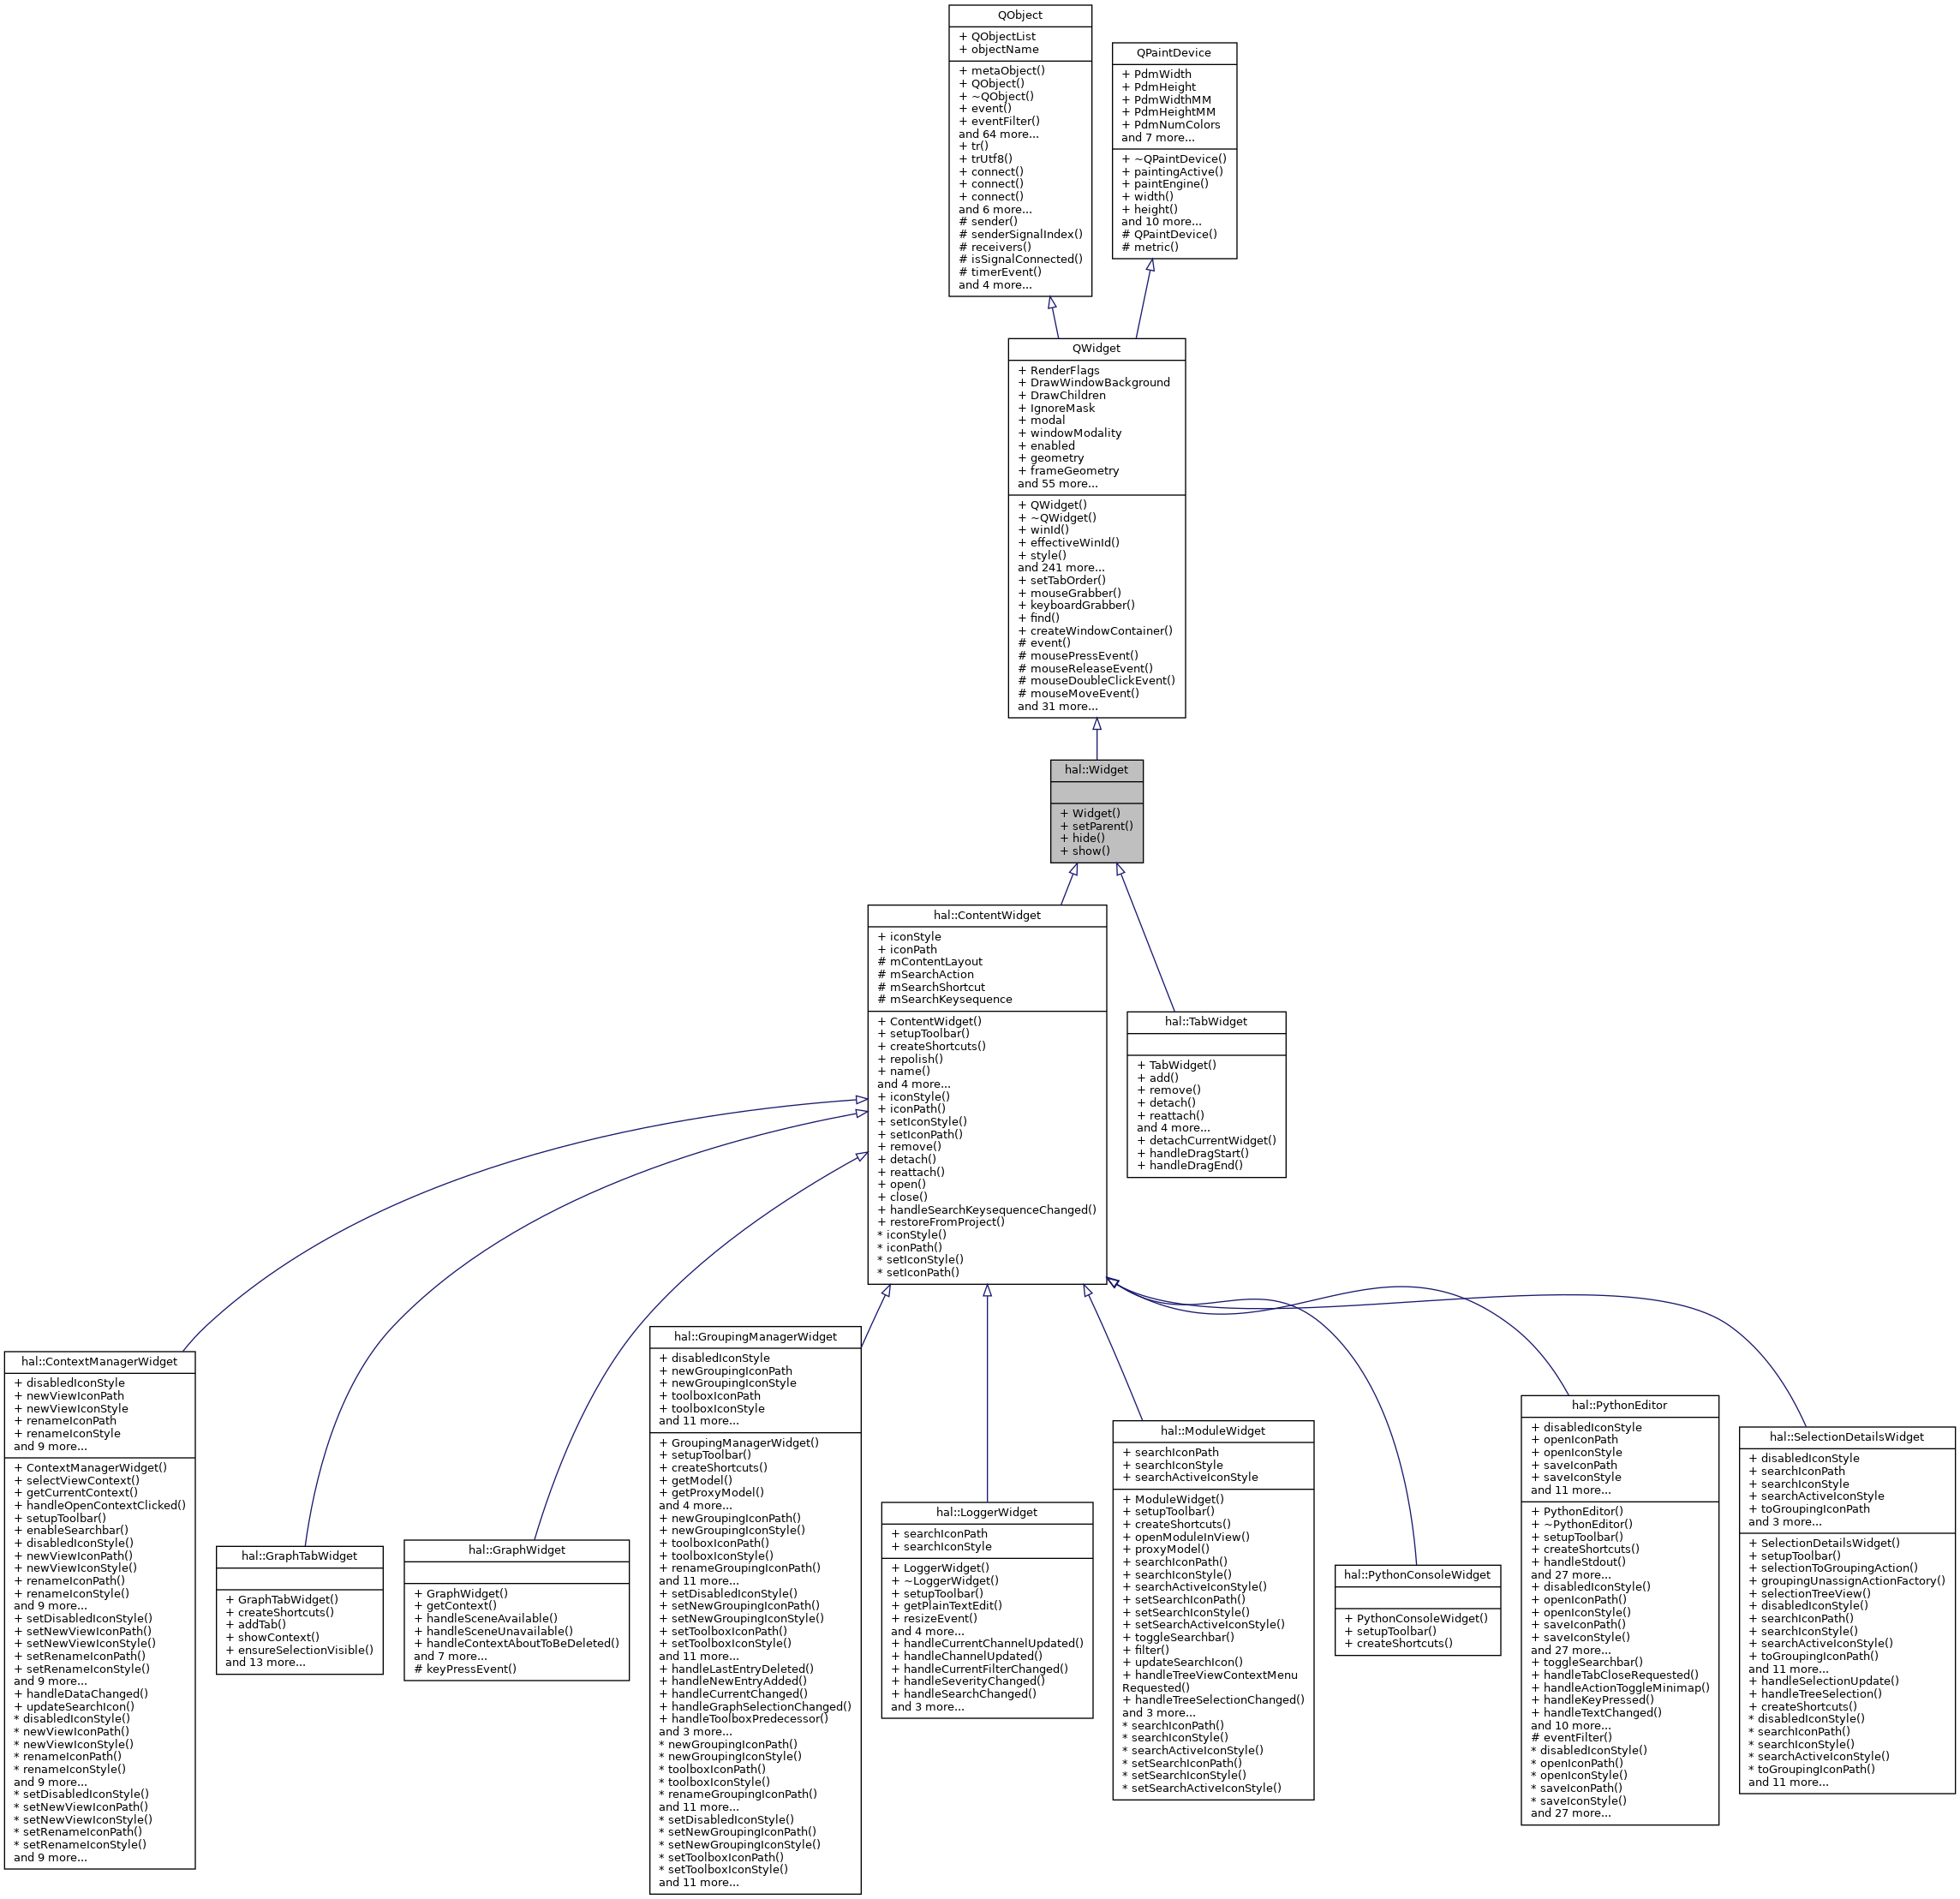 QObject
+ QObjectList
+ objectName
+ metaObject()
+ QObject()
+ ~QObject()
+ event()
+ eventFilter()
and 64 more...
+ tr()
+ trUtf8()
+ connect()
+ connect()
+ connect()
and 6 more...
# sender()
# senderSignalIndex()
# receivers()
# isSignalConnected()
# timerEvent()
and 4 more...
QPaintDevice
+ PdmWidth
+ PdmHeight
+ PdmWidthMM
+ PdmHeightMM
+ PdmNumColors
and 7 more...
+ ~QPaintDevice()
+ paintingActive()
+ paintEngine()
+ width()
+ height()
and 10 more...
# QPaintDevice()
# metric()
QWidget
+ RenderFlags
+ DrawWindowBackground
+ DrawChildren
+ IgnoreMask
+ modal
+ windowModality
+ enabled
+ geometry
+ frameGeometry
and 55 more...
+ QWidget()
+ ~QWidget()
+ winId()
+ effectiveWinId()
+ style()
and 241 more...
+ setTabOrder()
+ mouseGrabber()
+ keyboardGrabber()
+ find()
+ createWindowContainer()
# event()
# mousePressEvent()
# mouseReleaseEvent()
# mouseDoubleClickEvent()
# mouseMoveEvent()
and 31 more...
hal::Widget
+ Widget()
+ setParent()
+ hide()
+ show()
hal::ContentWidget
+ iconStyle
+ iconPath
# mContentLayout
# mSearchAction
# mSearchShortcut
# mSearchKeysequence
+ ContentWidget()
+ setupToolbar()
+ createShortcuts()
+ repolish()
+ name()
and 4 more...
+ iconStyle()
+ iconPath()
+ setIconStyle()
+ setIconPath()
+ remove()
+ detach()
+ reattach()
+ open()
+ close()
+ handleSearchKeysequenceChanged()
+ restoreFromProject()
* iconStyle()
* iconPath()
* setIconStyle()
* setIconPath()
hal::TabWidget
+ TabWidget()
+ add()
+ remove()
+ detach()
+ reattach()
and 4 more...
+ detachCurrentWidget()
+ handleDragStart()
+ handleDragEnd()
hal::ContextManagerWidget
+ disabledIconStyle
+ newViewIconPath
+ newViewIconStyle
+ renameIconPath
+ renameIconStyle
and 9 more...
+ ContextManagerWidget()
+ selectViewContext()
+ getCurrentContext()
+ handleOpenContextClicked()
+ setupToolbar()
+ enableSearchbar()
+ disabledIconStyle()
+ newViewIconPath()
+ newViewIconStyle()
+ renameIconPath()
+ renameIconStyle()
and 9 more...
+ setDisabledIconStyle()
+ setNewViewIconPath()
+ setNewViewIconStyle()
+ setRenameIconPath()
+ setRenameIconStyle()
and 9 more...
+ handleDataChanged()
+ updateSearchIcon()
* disabledIconStyle()
* newViewIconPath()
* newViewIconStyle()
* renameIconPath()
* renameIconStyle()
and 9 more...
* setDisabledIconStyle()
* setNewViewIconPath()
* setNewViewIconStyle()
* setRenameIconPath()
* setRenameIconStyle()
and 9 more...
hal::GraphTabWidget
+ GraphTabWidget()
+ createShortcuts()
+ addTab()
+ showContext()
+ ensureSelectionVisible()
and 13 more...
hal::GraphWidget
+ GraphWidget()
+ getContext()
+ handleSceneAvailable()
+ handleSceneUnavailable()
+ handleContextAboutToBeDeleted()
and 7 more...
# keyPressEvent()
hal::GroupingManagerWidget
+ disabledIconStyle
+ newGroupingIconPath
+ newGroupingIconStyle
+ toolboxIconPath
+ toolboxIconStyle
and 11 more...
+ GroupingManagerWidget()
+ setupToolbar()
+ createShortcuts()
+ getModel()
+ getProxyModel()
and 4 more...
+ newGroupingIconPath()
+ newGroupingIconStyle()
+ toolboxIconPath()
+ toolboxIconStyle()
+ renameGroupingIconPath()
and 11 more...
+ setDisabledIconStyle()
+ setNewGroupingIconPath()
+ setNewGroupingIconStyle()
+ setToolboxIconPath()
+ setToolboxIconStyle()
and 11 more...
+ handleLastEntryDeleted()
+ handleNewEntryAdded()
+ handleCurrentChanged()
+ handleGraphSelectionChanged()
+ handleToolboxPredecessor()
and 3 more...
* newGroupingIconPath()
* newGroupingIconStyle()
* toolboxIconPath()
* toolboxIconStyle()
* renameGroupingIconPath()
and 11 more...
* setDisabledIconStyle()
* setNewGroupingIconPath()
* setNewGroupingIconStyle()
* setToolboxIconPath()
* setToolboxIconStyle()
and 11 more...
hal::LoggerWidget
+ searchIconPath
+ searchIconStyle
+ LoggerWidget()
+ ~LoggerWidget()
+ setupToolbar()
+ getPlainTextEdit()
+ resizeEvent()
and 4 more...
+ handleCurrentChannelUpdated()
+ handleChannelUpdated()
+ handleCurrentFilterChanged()
+ handleSeverityChanged()
+ handleSearchChanged()
and 3 more...
hal::ModuleWidget
+ searchIconPath
+ searchIconStyle
+ searchActiveIconStyle
+ ModuleWidget()
+ setupToolbar()
+ createShortcuts()
+ openModuleInView()
+ proxyModel()
+ searchIconPath()
+ searchIconStyle()
+ searchActiveIconStyle()
+ setSearchIconPath()
+ setSearchIconStyle()
+ setSearchActiveIconStyle()
+ toggleSearchbar()
+ filter()
+ updateSearchIcon()
+ handleTreeViewContextMenu
Requested()
+ handleTreeSelectionChanged()
and 3 more...
* searchIconPath()
* searchIconStyle()
* searchActiveIconStyle()
* setSearchIconPath()
* setSearchIconStyle()
* setSearchActiveIconStyle()
hal::PythonConsoleWidget
+ PythonConsoleWidget()
+ setupToolbar()
+ createShortcuts()
hal::PythonEditor
+ disabledIconStyle
+ openIconPath
+ openIconStyle
+ saveIconPath
+ saveIconStyle
and 11 more...
+ PythonEditor()
+ ~PythonEditor()
+ setupToolbar()
+ createShortcuts()
+ handleStdout()
and 27 more...
+ disabledIconStyle()
+ openIconPath()
+ openIconStyle()
+ saveIconPath()
+ saveIconStyle()
and 27 more...
+ toggleSearchbar()
+ handleTabCloseRequested()
+ handleActionToggleMinimap()
+ handleKeyPressed()
+ handleTextChanged()
and 10 more...
# eventFilter()
* disabledIconStyle()
* openIconPath()
* openIconStyle()
* saveIconPath()
* saveIconStyle()
and 27 more...
hal::SelectionDetailsWidget
+ disabledIconStyle
+ searchIconPath
+ searchIconStyle
+ searchActiveIconStyle
+ toGroupingIconPath
and 3 more...
+ SelectionDetailsWidget()
+ setupToolbar()
+ selectionToGroupingAction()
+ groupingUnassignActionFactory()
+ selectionTreeView()
+ disabledIconStyle()
+ searchIconPath()
+ searchIconStyle()
+ searchActiveIconStyle()
+ toGroupingIconPath()
and 11 more...
+ handleSelectionUpdate()
+ handleTreeSelection()
+ createShortcuts()
* disabledIconStyle()
* searchIconPath()
* searchIconStyle()
* searchActiveIconStyle()
* toGroupingIconPath()
and 11 more...